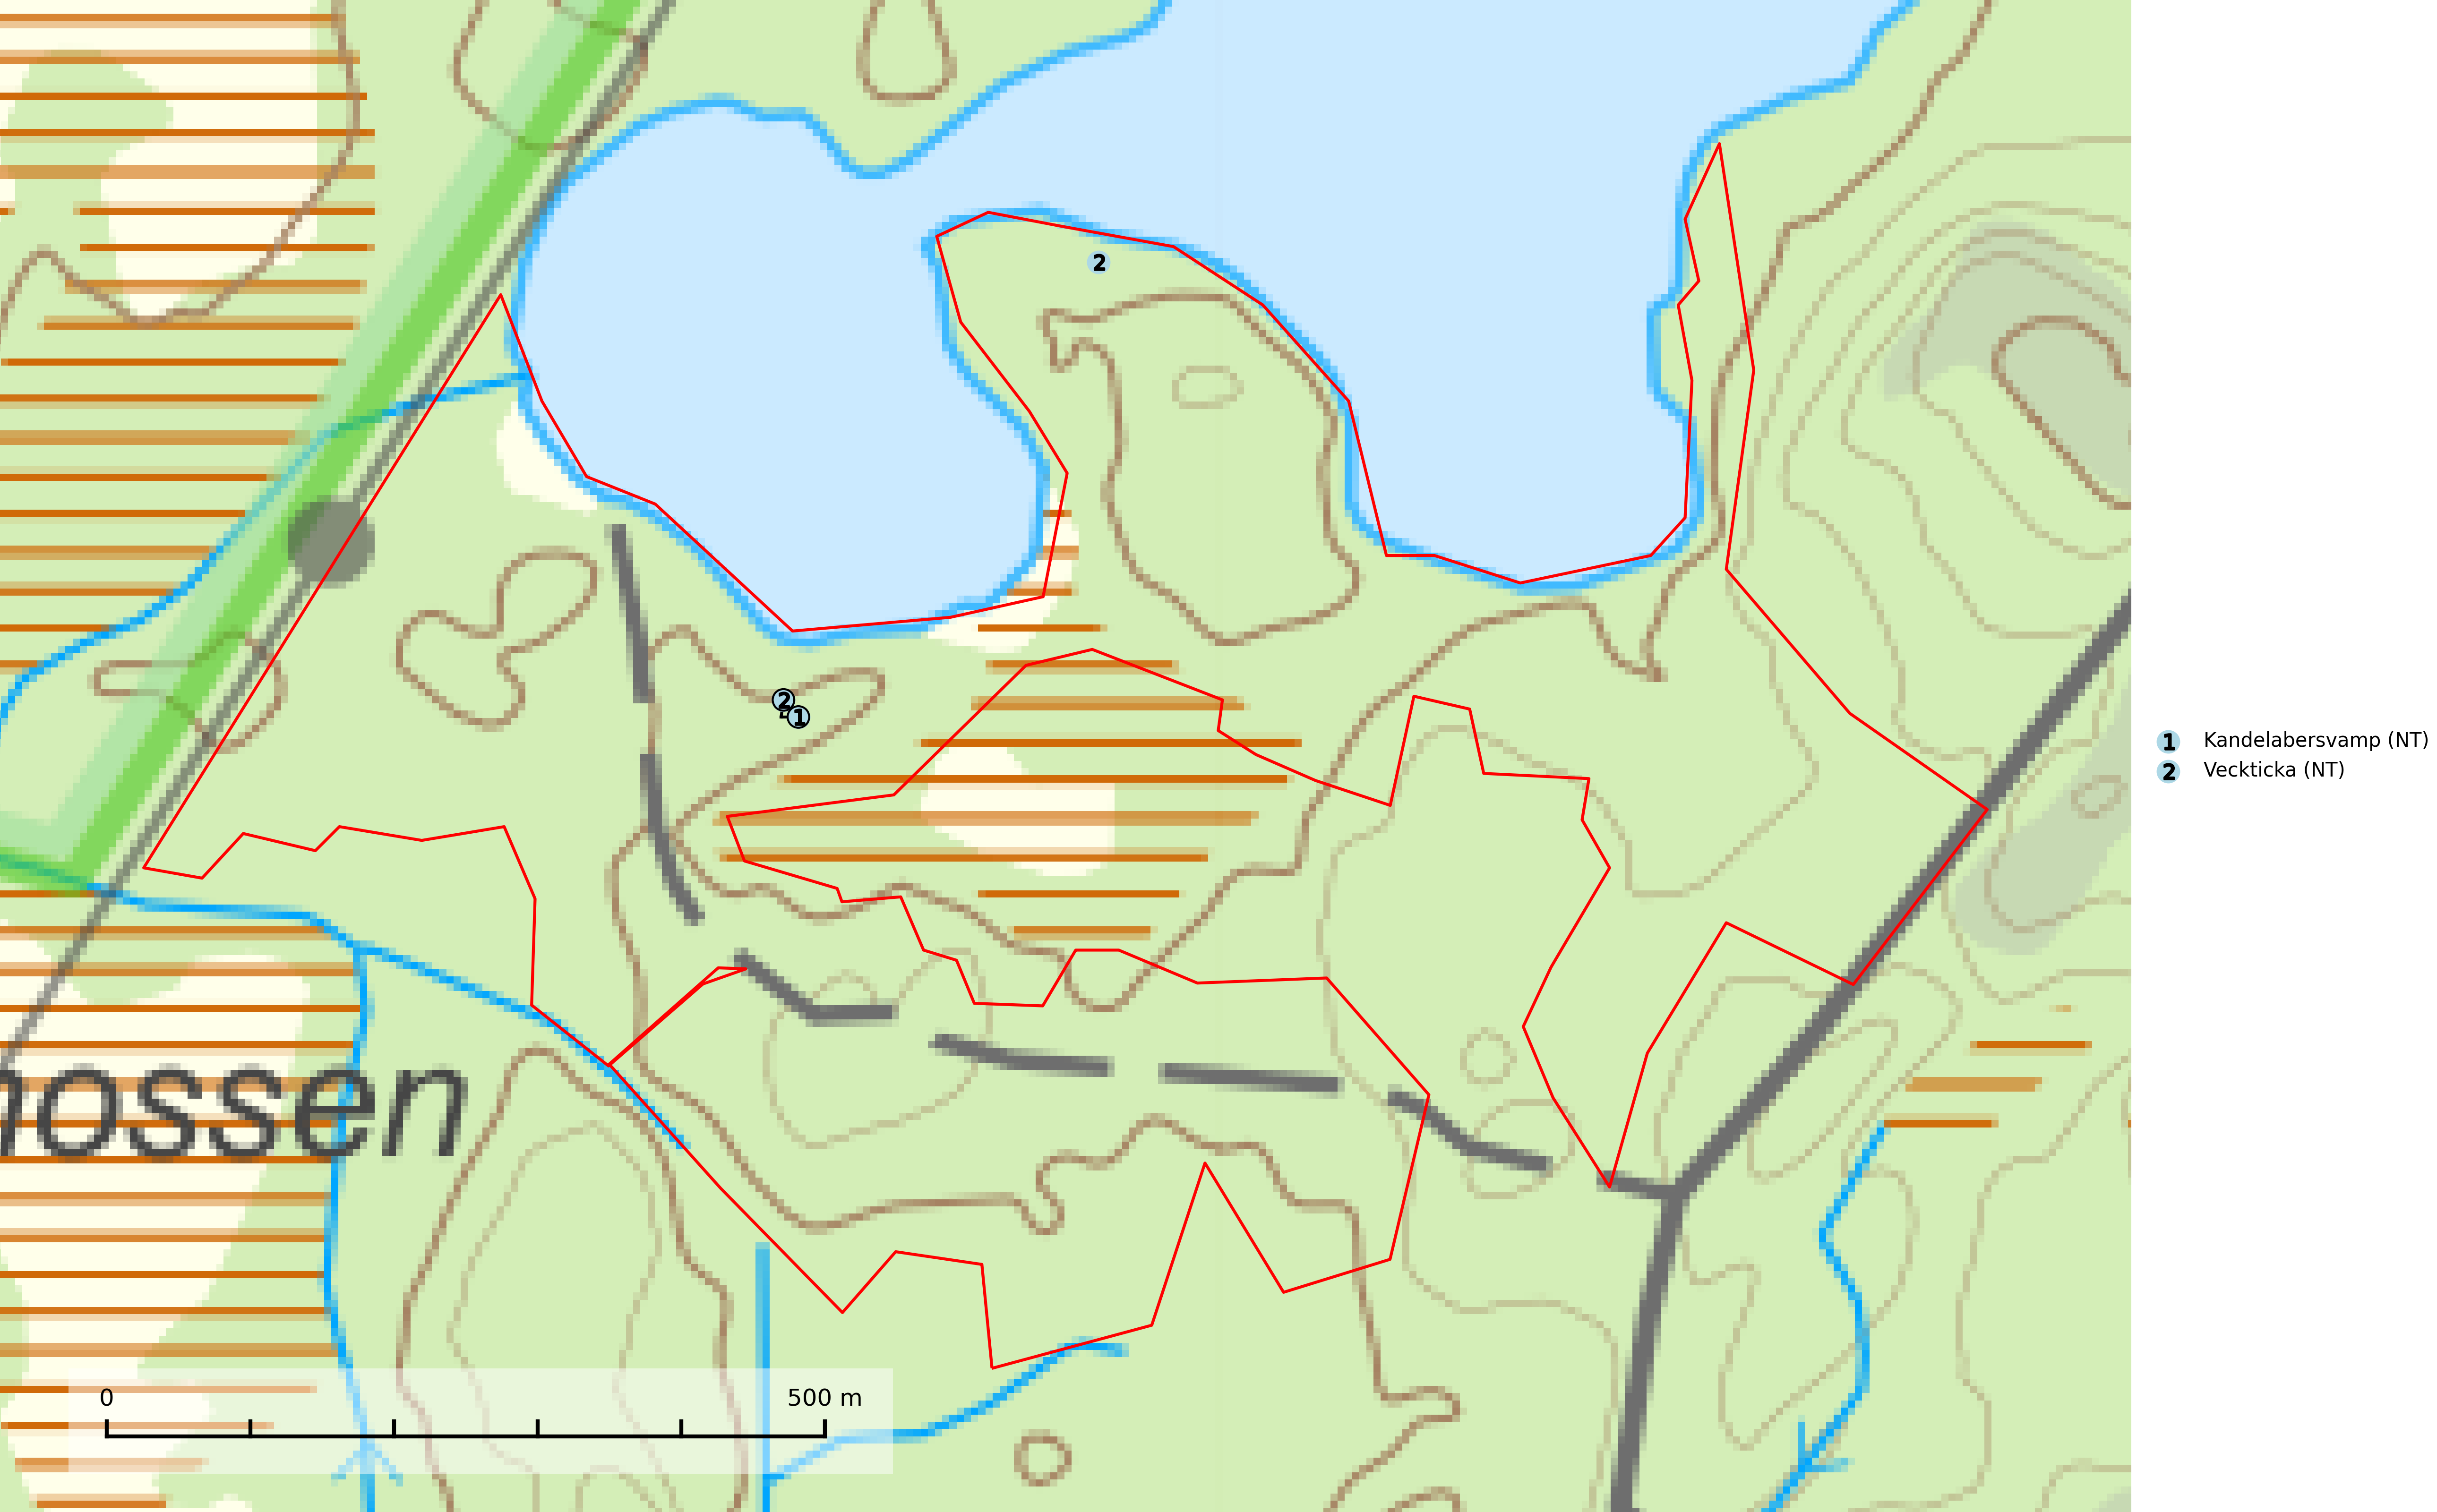 2
2
1
1 Kandelabersvamp (NT)
2 Veckticka (NT)
ossen
0 500 m